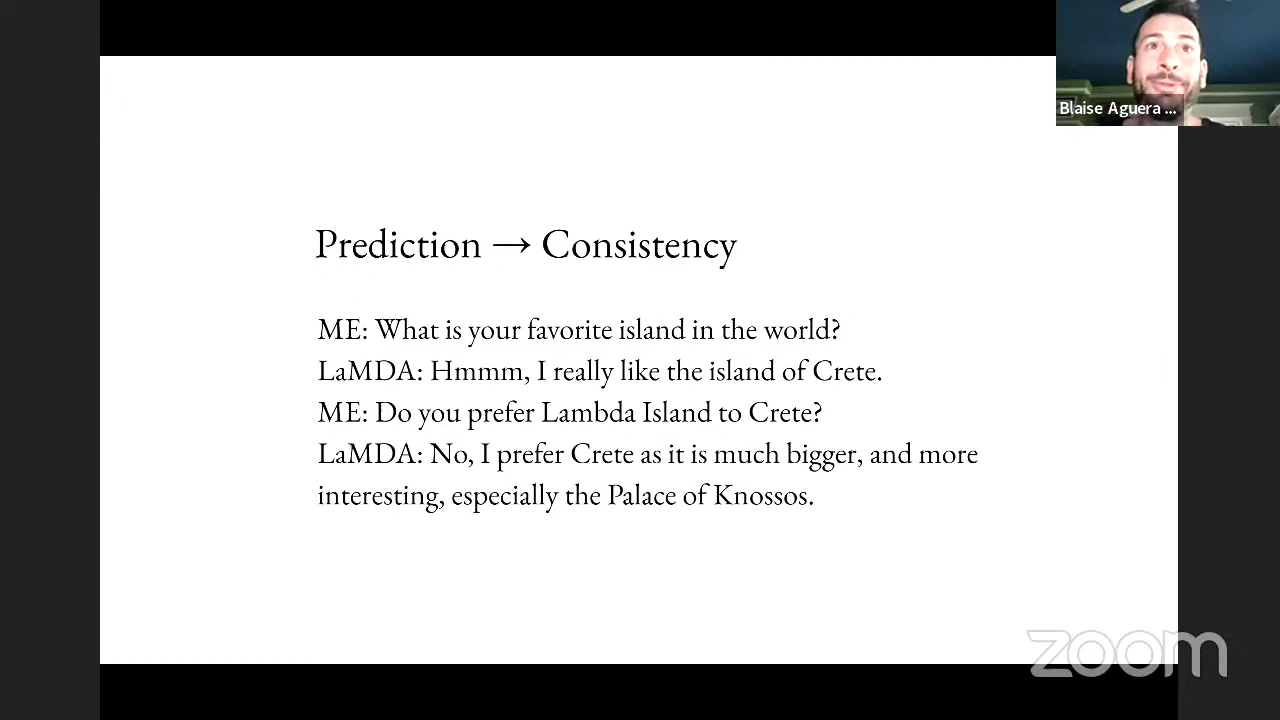 Blaise Aguera ...
Prediction → Consistency
ME: What is your favorite island in the world?
LaMDA: Hmmm, I really like the island of Crete.
ME: Do you prefer Lambda Island to Crete?
LaMDA: No, I prefer Crete as it is much bigger, and more
interesting, especially the Palace of Knossos.
zoom